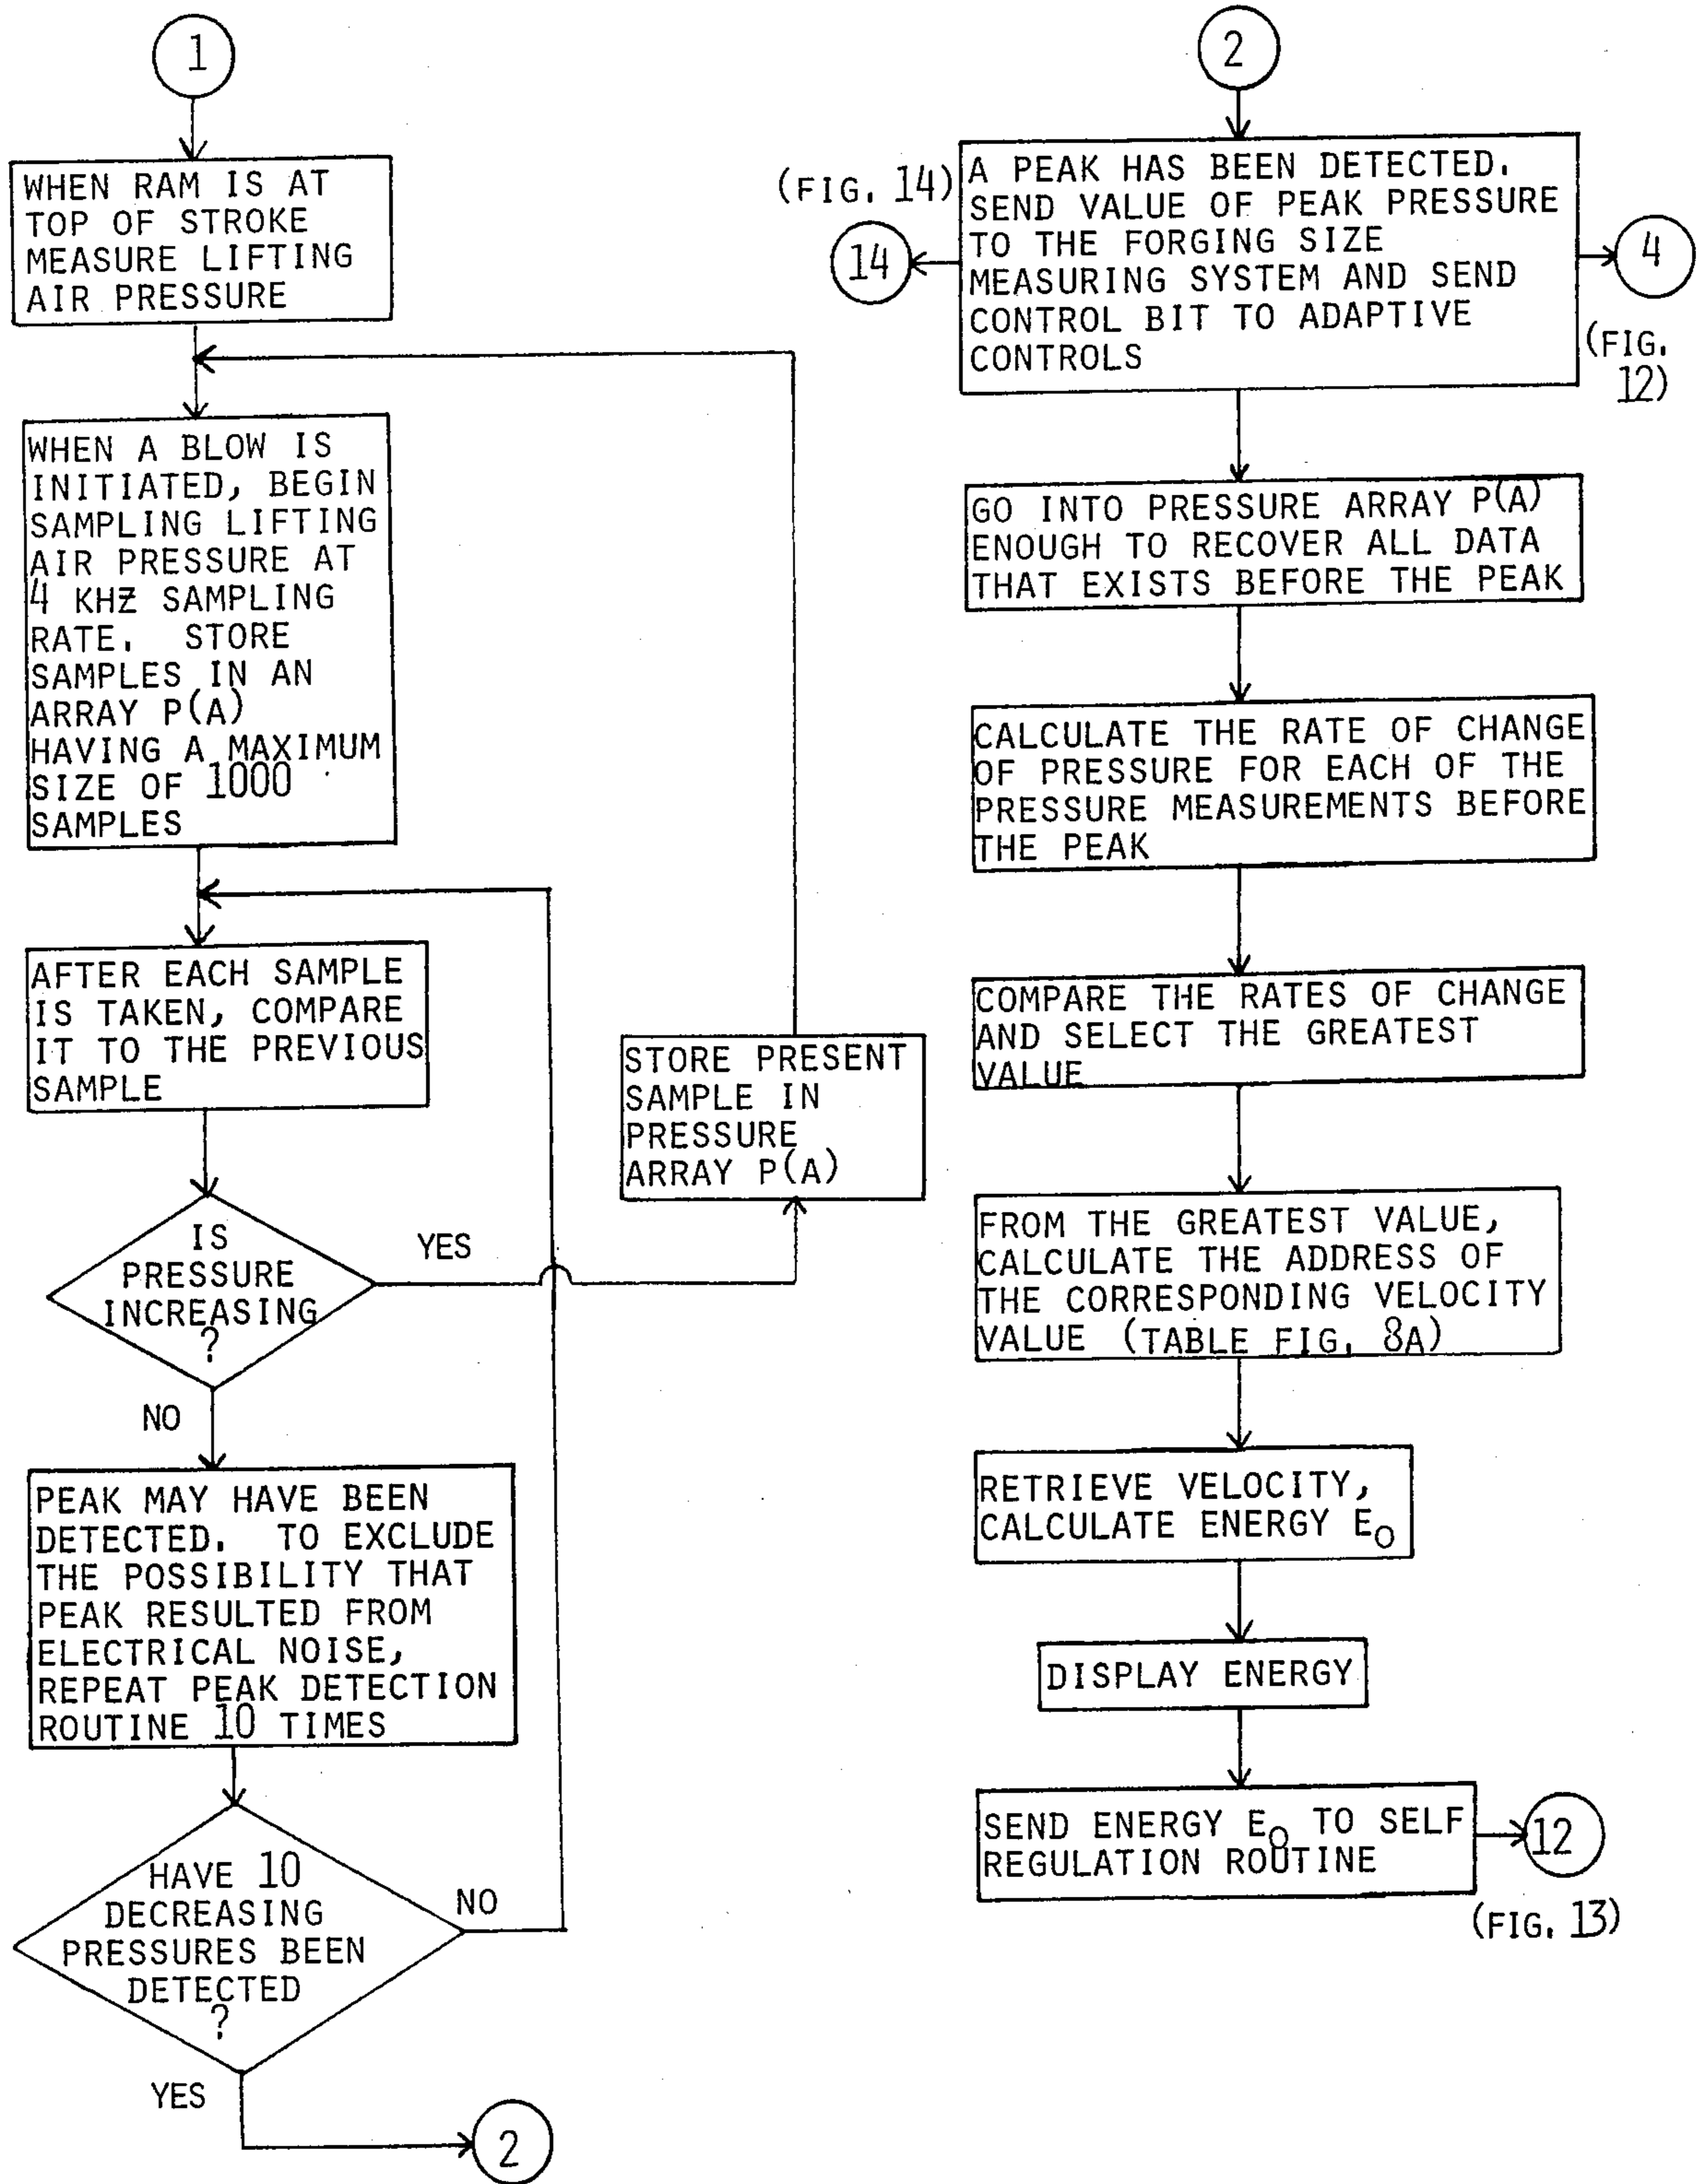 1
WHEN RAM IS AT
TOP OF STROKE
MEASURE LIFTING
AIR PRESSURE
WHEN A BLOW IS
INITIATED, BEGIN
SAMPLING LIFTING
AIR PRESSURE AT
4 KHZ SAMPLING
RATE. STORE
SAMPLES IN AN
ARRAY P(A)
HAVING A MAXIMUM
SIZE OF 1000
SAMPLES
AFTER EACH SAMPLE
IS TAKEN, COMPARE
IT TO THE PREVIOUS
SAMPLE
IS
PRESSURE
INCREASING
?
YES
STORE PRESENT
SAMPLE IN
PRESSURE
ARRAY P(A)
NO
PEAK MAY HAVE BEEN
DETECTED. TO EXCLUDE
THE POSSIBILITY THAT
PEAK RESULTED FROM
ELECTRICAL NOISE,
REPEAT PEAK DETECTION
ROUTINE 10 TIMES
HAVE 10
DECREASING
PRESSURES BEEN
DETECTED
?
NO
YES
2
2
(FIG. 14)
14
A PEAK HAS BEEN DETECTED.
SEND VALUE OF PEAK PRESSURE
TO THE FORGING SIZE
MEASURING SYSTEM AND SEND
CONTROL BIT TO ADAPTIVE
CONTROLS
4
(FIG.
12)
GO INTO PRESSURE ARRAY P(A)
ENOUGH TO RECOVER ALL DATA
THAT EXISTS BEFORE THE PEAK
CALCULATE THE RATE OF CHANGE
OF PRESSURE FOR EACH OF THE
PRESSURE MEASUREMENTS BEFORE
THE PEAK
COMPARE THE RATES OF CHANGE
AND SELECT THE GREATEST
VALUE
FROM THE GREATEST VALUE,
CALCULATE THE ADDRESS OF
THE CORRESPONDING VELOCITY
VALUE (TABLE FIG. 8A)
RETRIEVE VELOCITY,
CALCULATE ENERGY EO
DISPLAY ENERGY
SEND ENERGY EO TO SELF
REGULATION ROUTINE
12
(FIG. 13)